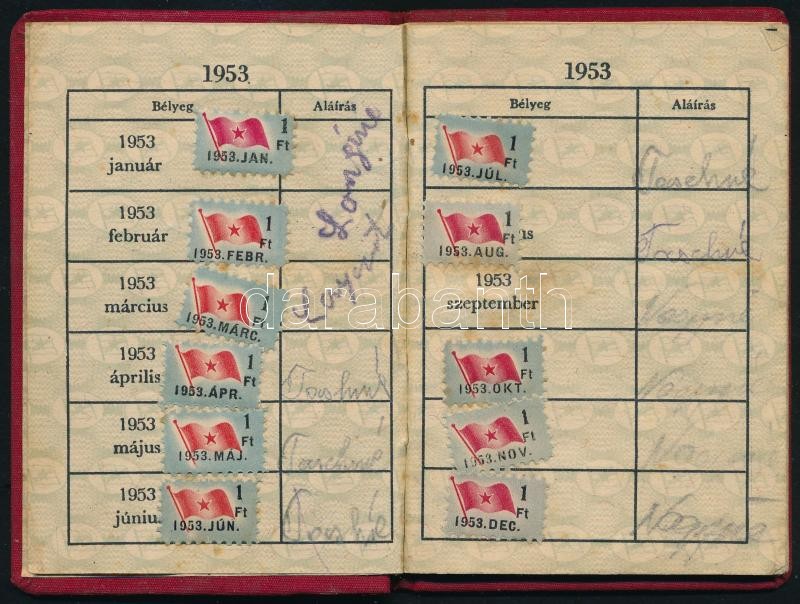 1953
Bélyeg Aláírás
1953
január
1 Ft
1953.JAN.
1953
február
1 Ft
1953.FEBR.
1953
március
1 Ft
1953.MÁRC.
1953
április
1 Ft
1953.ÁPR.
1953
május
1 Ft
1953.MÁJ.
1953
június
1 Ft
1953.JÚN.
1953
Bélyeg Aláírás
1 Ft
1953.JÚL.
1 Ft
1953.AUG.
us
1953
szeptember
1 Ft
1953.OKT.
1 Ft
1953.NOV.
1 Ft
1953.DEC.
darabanth